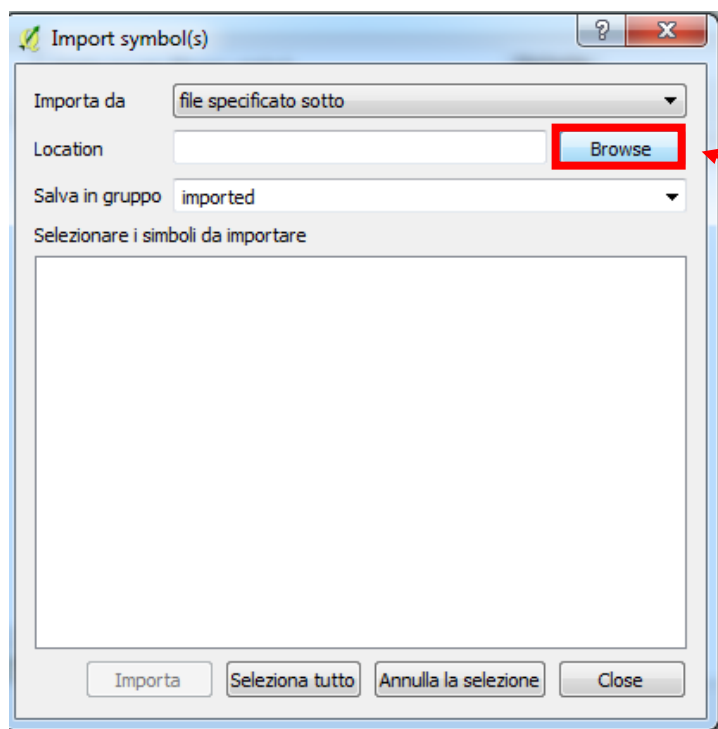 Import symbol(s)
Importa da file specificato sotto
Location Browse
Salva in gruppo imported
Selezionare i simboli da importare
Importa Seleziona tutto Annulla la selezione Close